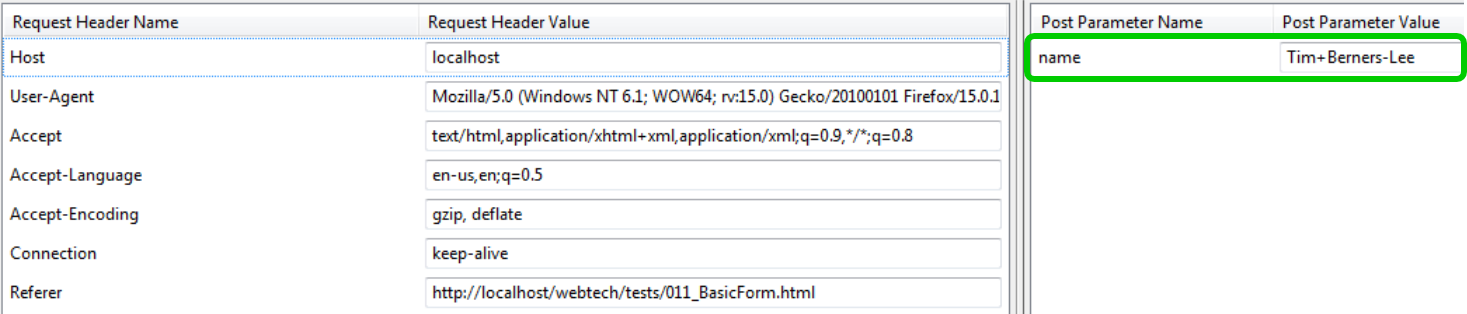 Request Header Name Request Header Value
Host localhost
User-Agent Mozilla/5.0 (Windows NT 6.1; WOW64; rv:15.0) Gecko/20100101 Firefox/15.0.1
Accept text/html,application/xhtml+xml,application/xml;q=0.9,*/*;q=0.8
Accept-Language en-us,en;q=0.5
Accept-Encoding gzip, deflate
Connection keep-alive
Referer http://localhost/webtech/tests/011_BasicForm.html
Post Parameter Name Post Parameter Value
name Tim+Berners-Lee